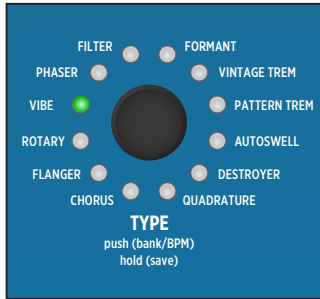 FILTER FORMANT
PHASER VINTAGE TREM
VIBE PATTERN TREM
ROTARY AUTOSWELL
FLANGER DESTROYER
CHORUS QUADRATURE
TYPE
push (bank/BPM)
hold (save)